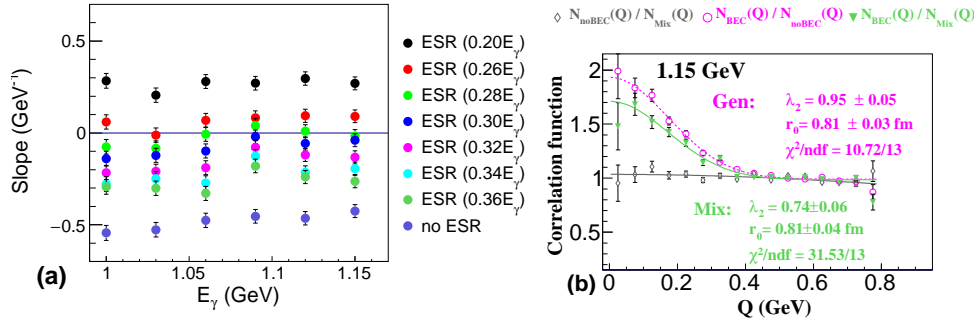 Slope (GeV⁻¹)
0.5
0
−0.5
1
1.05
1.1
1.15
E_γ (GeV)
(a)
ESR (0.20E_γ)
ESR (0.26E_γ)
ESR (0.28E_γ)
ESR (0.30E_γ)
ESR (0.32E_γ)
ESR (0.34E_γ)
ESR (0.36E_γ)
no ESR
N_noBEC(Q) / N_Mix(Q) N_BEC(Q) / N_noBEC(Q) N_BEC(Q) / N_Mix(Q)
Correlation function
2
1.5
1
0.5
1.15 GeV
Gen:
λ₂ = 0.95 ± 0.05
r₀= 0.81 ± 0.03 fm
χ²/ndf = 10.72/13
Mix:
λ₂ = 0.74±0.06
r₀= 0.81±0.04 fm
χ²/ndf = 31.53/13
0
0.2
0.4
0.6
0.8
Q (GeV)
(b)